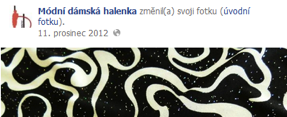 Módní dámská halenka změnil(a) svoji fotku (úvodní
fotku).
11. prosinec 2012